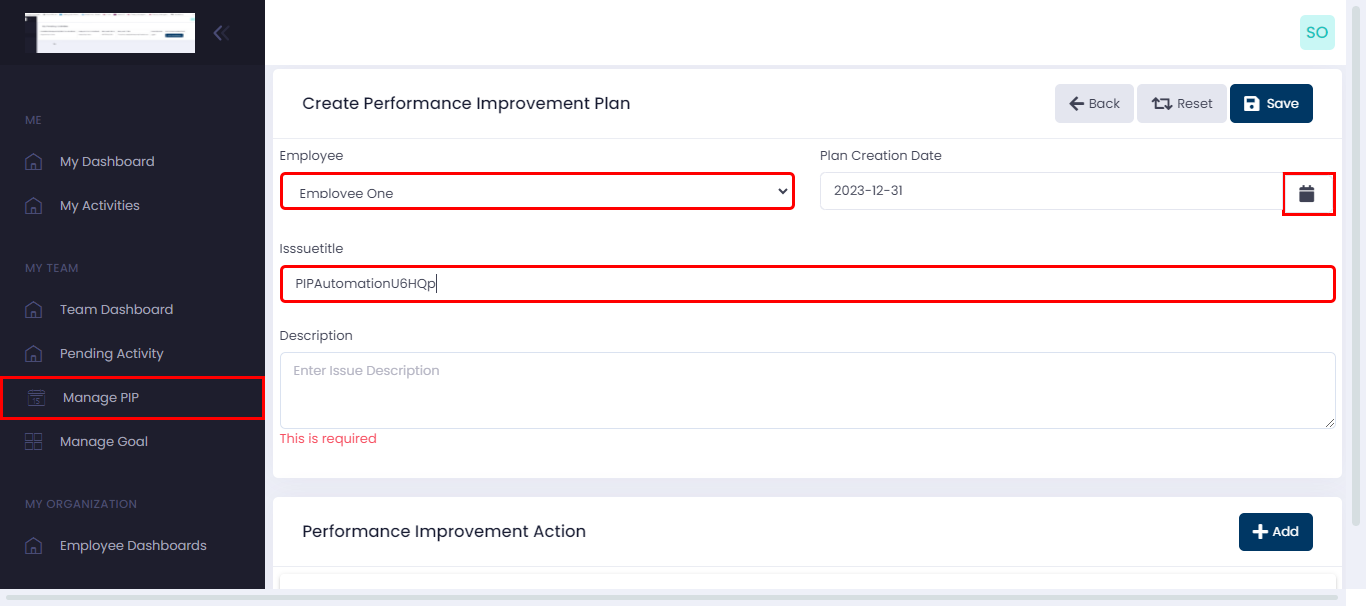 SO
ME
My Dashboard
My Activities
MY TEAM
Team Dashboard
Pending Activity
Manage PIP
Manage Goal
MY ORGANIZATION
Employee Dashboards
Create Performance Improvement Plan
Back
Reset
Save
Employee
Plan Creation Date
Employee One
2023-12-31
Isssuetitle
PIPAutomationU6HQp
Description
Enter Issue Description
This is required
Performance Improvement Action
Add